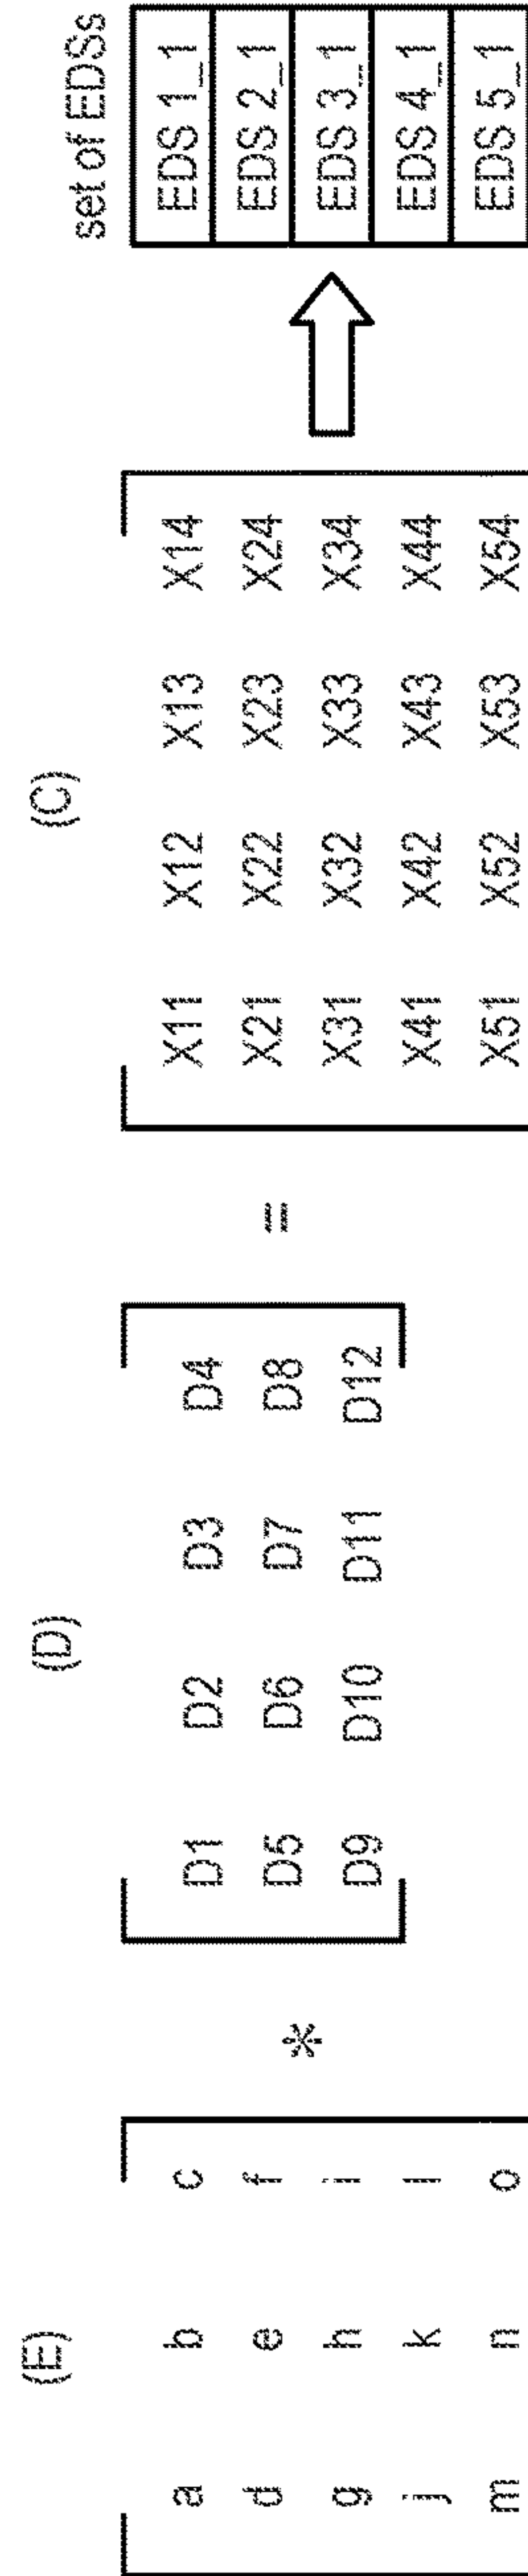 (E) (D) (C) set of EDSs
a b c D1 D2 D3 D4 X11 X12 X13 X14 EDS 1_1
d e f * D5 D6 D7 D8 = X21 X22 X23 X24 EDS 2_1
g h i D9 D10 D11 D12 X31 X32 X33 X34 EDS 3_1
j k l X41 X42 X43 X44 EDS 4_1
m n o X51 X52 X53 X54 EDS 5_1